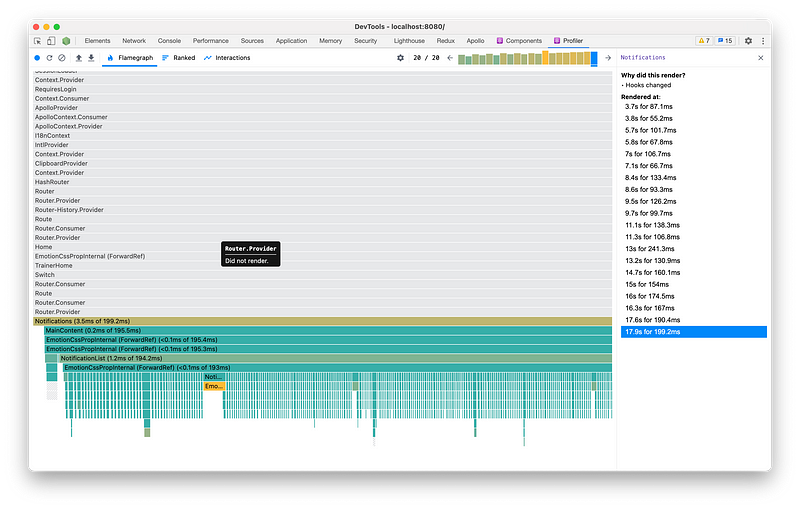 DevTools - localhost:8080/
Elements Network Console Performance Sources Application Memory Security Lighthouse Redux Apollo Components Profiler 7 15
Flamegraph Ranked Interactions 20 / 20 Notifications
SessionLoader
Context.Provider
RequiresLogin
Context.Consumer
ApolloProvider
ApolloContext.Consumer
ApolloContext.Provider
I18nContext
IntlProvider
Context.Provider
ClipboardProvider
Context.Provider
HashRouter
Router
Router.Provider
Router-History.Provider
Route
Router.Consumer
Router.Provider
Home
EmotionCssPropInternal (ForwardRef)
TrainerHome
Switch
Router.Consumer
Route
Router.Consumer
Router.Provider
Router.Provider
Did not render.
Notifications (3.5ms of 199.2ms)
MainContent (0.2ms of 195.5ms)
EmotionCssPropInternal (ForwardRef) (<0.1ms of 195.4ms)
EmotionCssPropInternal (ForwardRef) (<0.1ms of 195.3ms)
NotificationList (1.2ms of 194.2ms)
EmotionCssPropInternal (ForwardRef) (<0.1ms of 193ms)
Noti...
Emo...
Why did this render?
• Hooks changed
Rendered at:
3.7s for 87.1ms
3.8s for 55.2ms
5.7s for 101.7ms
5.8s for 67.8ms
7s for 106.7ms
7.1s for 66.7ms
8.4s for 133.4ms
8.6s for 93.3ms
9.5s for 126.2ms
9.7s for 99.7ms
11.1s for 138.3ms
11.3s for 106.8ms
13s for 241.3ms
13.2s for 130.9ms
14.7s for 160.1ms
15s for 154ms
16s for 174.5ms
16.3s for 167ms
17.6s for 190.4ms
17.9s for 199.2ms